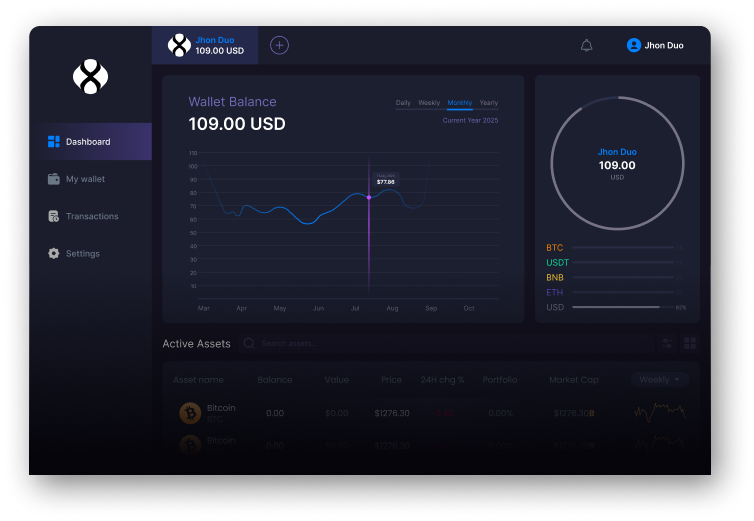 Jhon Duo
109.00 USD
Jhon Duo
Dashboard
My wallet
Transactions
Settings
Wallet Balance
109.00 USD
Daily Weekly Monthly Yearly
Current Year 2025
110
100
90
80
70
60
50
40
30
20
10
$77.86
Mar Apr May Jun Jul Aug Sep Oct
Jhon Duo
109.00
USD
BTC
USDT
BNB
ETH
USD
Active Assets
Search assets...
Asset name Balance Value Price 24H chg % Portfolio Market Cap Weekly
Bitcoin
BTC
0.00 $0.00 $1276.30 0.00% $1276.30B
Bitcoin
0.00 $0.00 $1276.30 0.00% $1276.30B